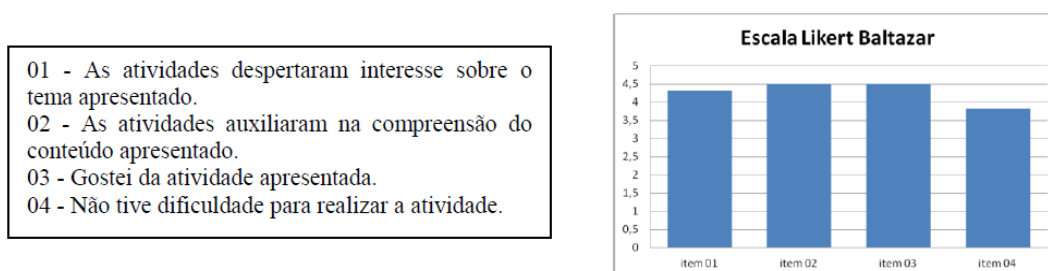 01 - As atividades despertaram interesse sobre o
tema apresentado.
02 - As atividades auxiliaram na compreensão do
conteúdo apresentado.
03 - Gostei da atividade apresentada.
04 - Não tive dificuldade para realizar a atividade.
Escala Likert Baltazar
5
4,5
4
3,5
3
2,5
2
1,5
1
0,5
0
item 01 item 02 item 03 item 04